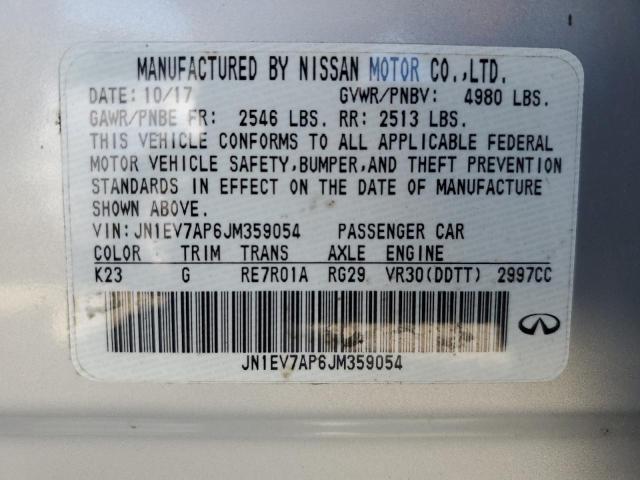 MANUFACTURED BY NISSAN MOTOR CO.,LTD.
DATE: 10/17 GVWR/PNBV: 4980 LBS.
GAWR/PNBE FR: 2546 LBS. RR: 2513 LBS.
THIS VEHICLE CONFORMS TO ALL APPLICABLE FEDERAL
MOTOR VEHICLE SAFETY,BUMPER,AND THEFT PREVENTION
STANDARDS IN EFFECT ON THE DATE OF MANUFACTURE
SHOWN ABOVE.
VIN:JN1EV7AP6JM359054 PASSENGER CAR
COLOR TRIM TRANS AXLE ENGINE
K23 G RE7R01A RG29 VR30(DDTT) 2997CC
JN1EV7AP6JM359054